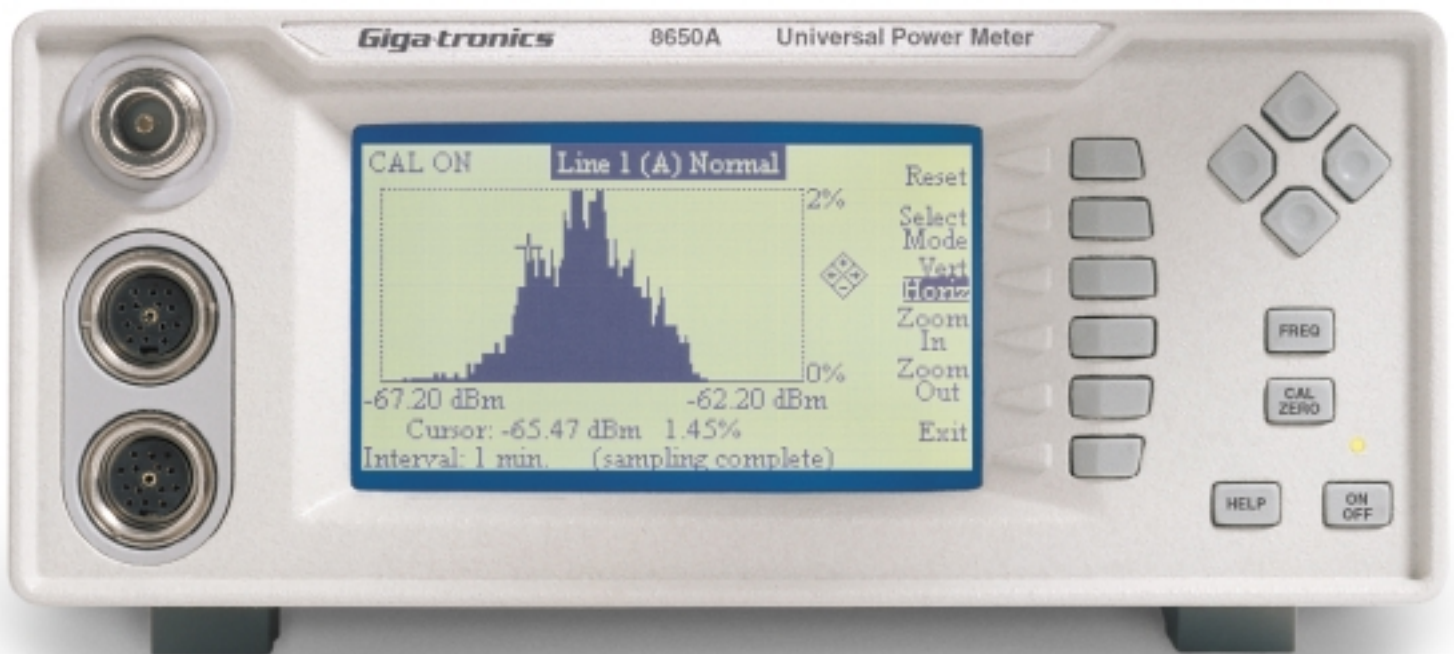 Giga-tronics 8650A Universal Power Meter
CAL ON
Line 1 (A) Normal
2%
0%
-67.20 dBm -62.20 dBm
Cursor: -65.47 dBm 1.45%
Interval: 1 min. (sampling complete)
Reset
Select
Mode
Vert
Horiz
Zoom
In
Zoom
Out
Exit
FREQ
CAL
ZERO
HELP
ON
OFF